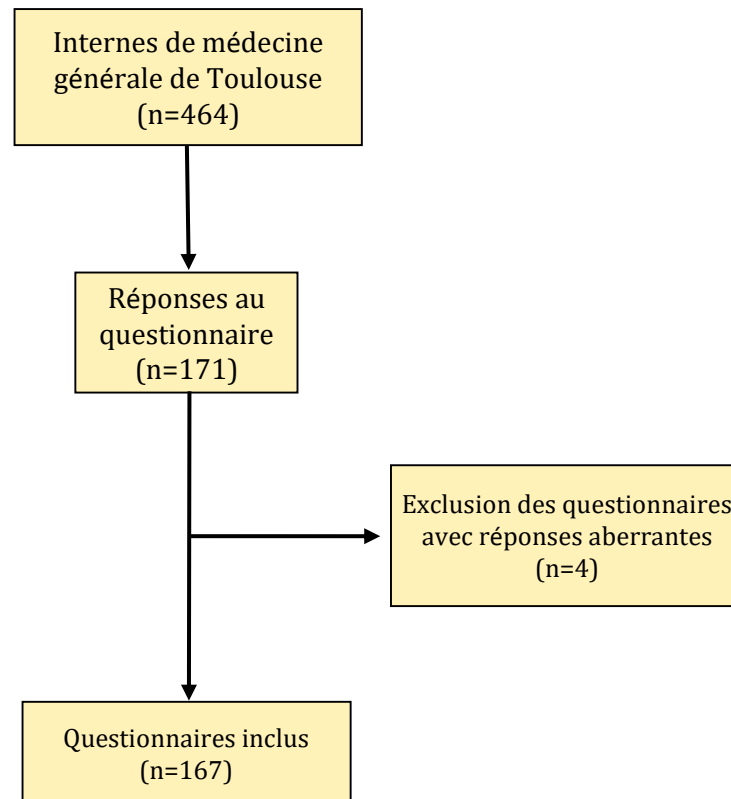 Internes de médecine
générale de Toulouse
(n=464)
Réponses au
questionnaire
(n=171)
Exclusion des questionnaires
avec réponses aberrantes
(n=4)
Questionnaires inclus
(n=167)